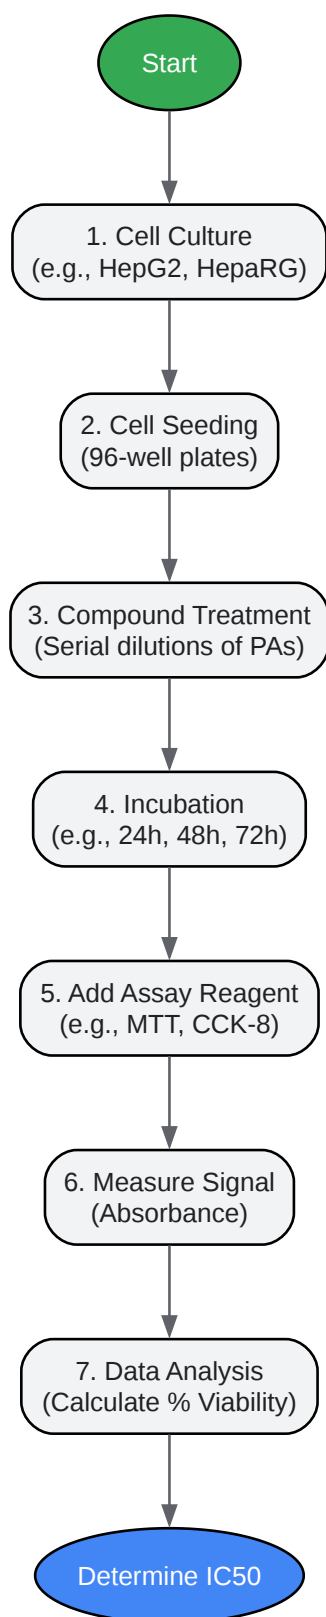 Start
1. Cell Culture
(e.g., HepG2, HepaRG)
2. Cell Seeding
(96-well plates)
3. Compound Treatment
(Serial dilutions of PAs)
4. Incubation
(e.g., 24h, 48h, 72h)
5. Add Assay Reagent
(e.g., MTT, CCK-8)
6. Measure Signal
(Absorbance)
7. Data Analysis
(Calculate % Viability)
Determine IC50